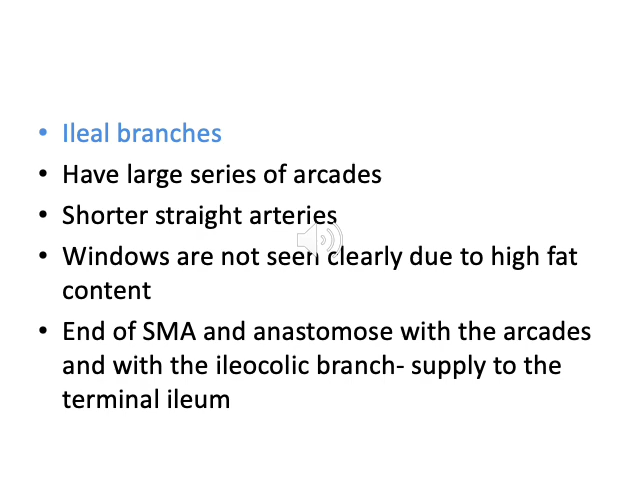 • Ileal branches
• Have large series of arcades
• Shorter straight arteries
• Windows are not seen clearly due to high fat
content
• End of SMA and anastomose with the arcades
and with the ileocolic branch- supply to the
terminal ileum